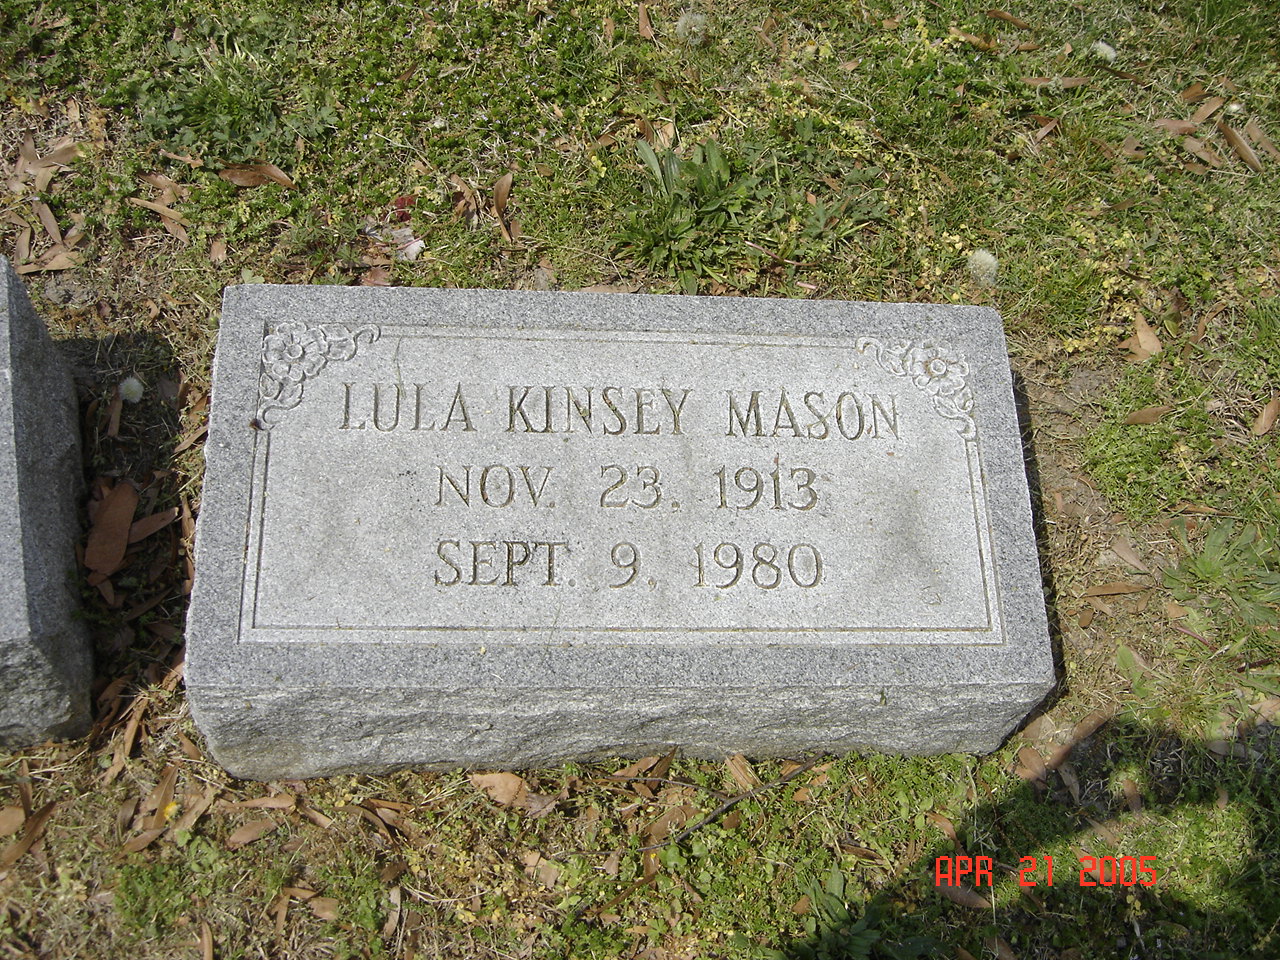 LULA KINSEY MASON
NOV. 23, 1913
SEPT. 9, 1980
APR 21 2005